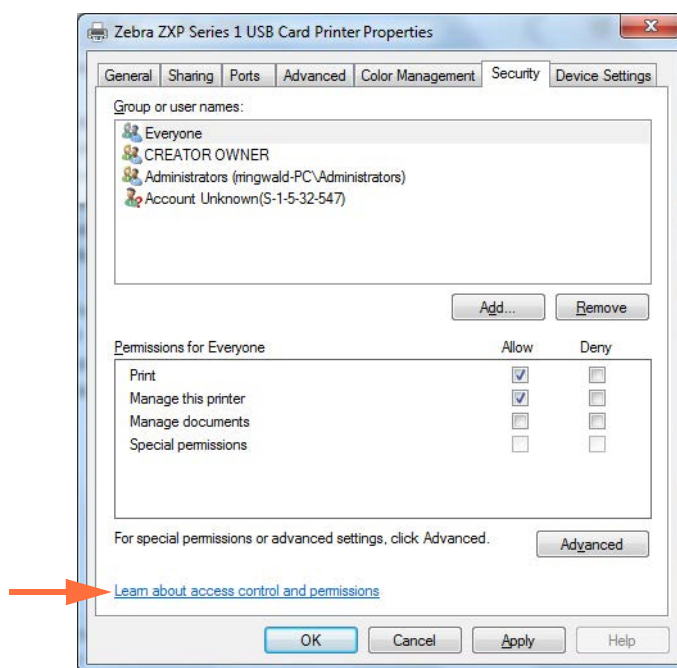 Zebra ZXP Series 1 USB Card Printer Properties
General Sharing Ports Advanced Color Management Security Device Settings
Group or user names:
Everyone
CREATOR OWNER
Administrators (rringwald-PC\Administrators)
Account Unknown(S-1-5-32-547)
Add... Remove
Permissions for Everyone Allow Deny
Print
Manage this printer
Manage documents
Special permissions
For special permissions or advanced settings, click Advanced.
Advanced
Learn about access control and permissions
OK Cancel Apply Help